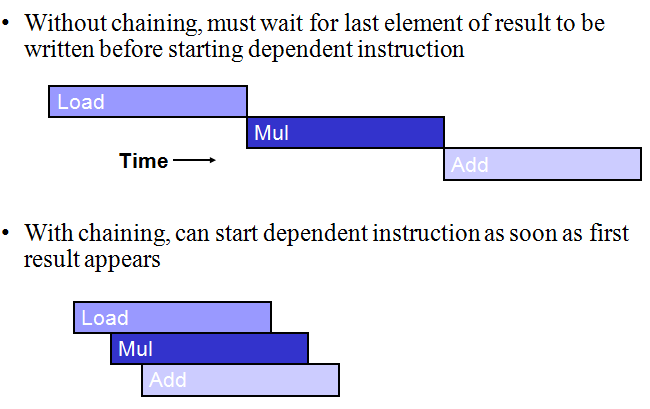 • Without chaining, must wait for last element of result to be
written before starting dependent instruction
Load
Mul
Time
Add
• With chaining, can start dependent instruction as soon as first
result appears
Load
Mul
Add